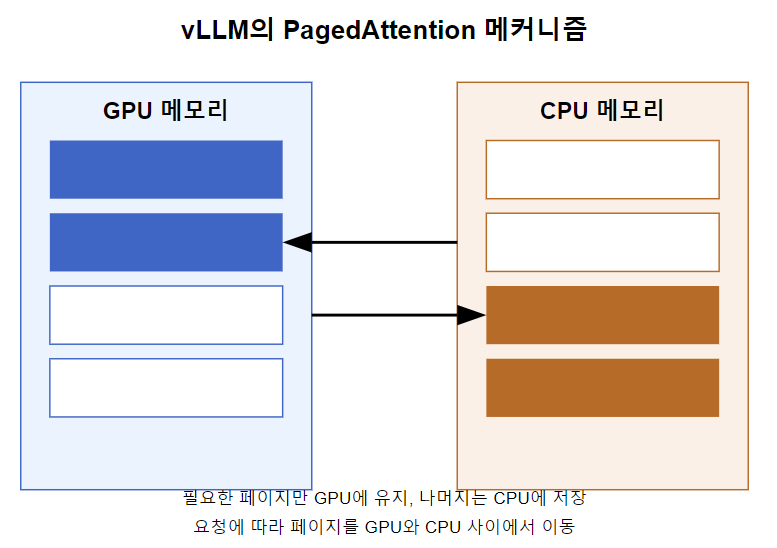 vLLM의 PagedAttention 메커니즘
GPU 메모리
CPU 메모리
필요한 페이지만 GPU에 유지, 나머지는 CPU에 저장
요청에 따라 페이지를 GPU와 CPU 사이에서 이동